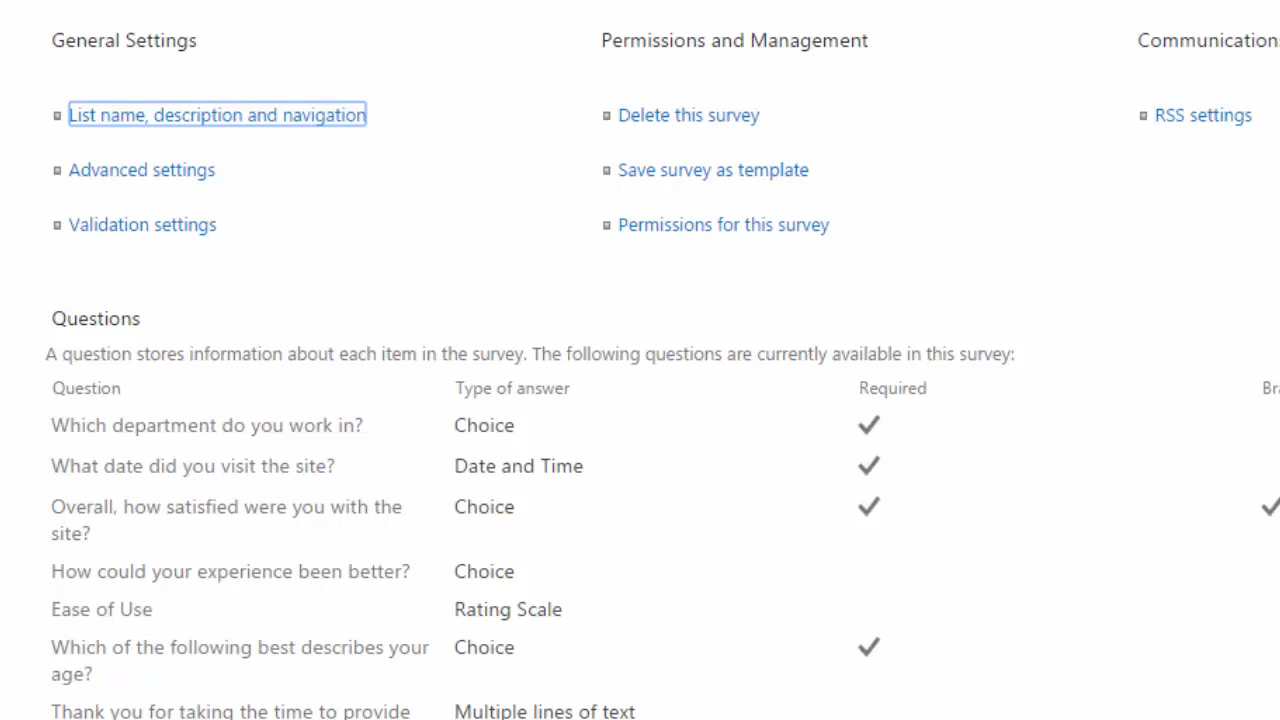 General Settings
Permissions and Management
Communications
List name, description and navigation
Delete this survey
RSS settings
Advanced settings
Save survey as template
Validation settings
Permissions for this survey
Questions
A question stores information about each item in the survey. The following questions are currently available in this survey:
Question
Type of answer
Required
Bra
Which department do you work in?
Choice
What date did you visit the site?
Date and Time
Overall, how satisfied were you with the
site?
Choice
How could your experience been better?
Choice
Ease of Use
Rating Scale
Which of the following best describes your
age?
Choice
Thank you for taking the time to provide
Multiple lines of text